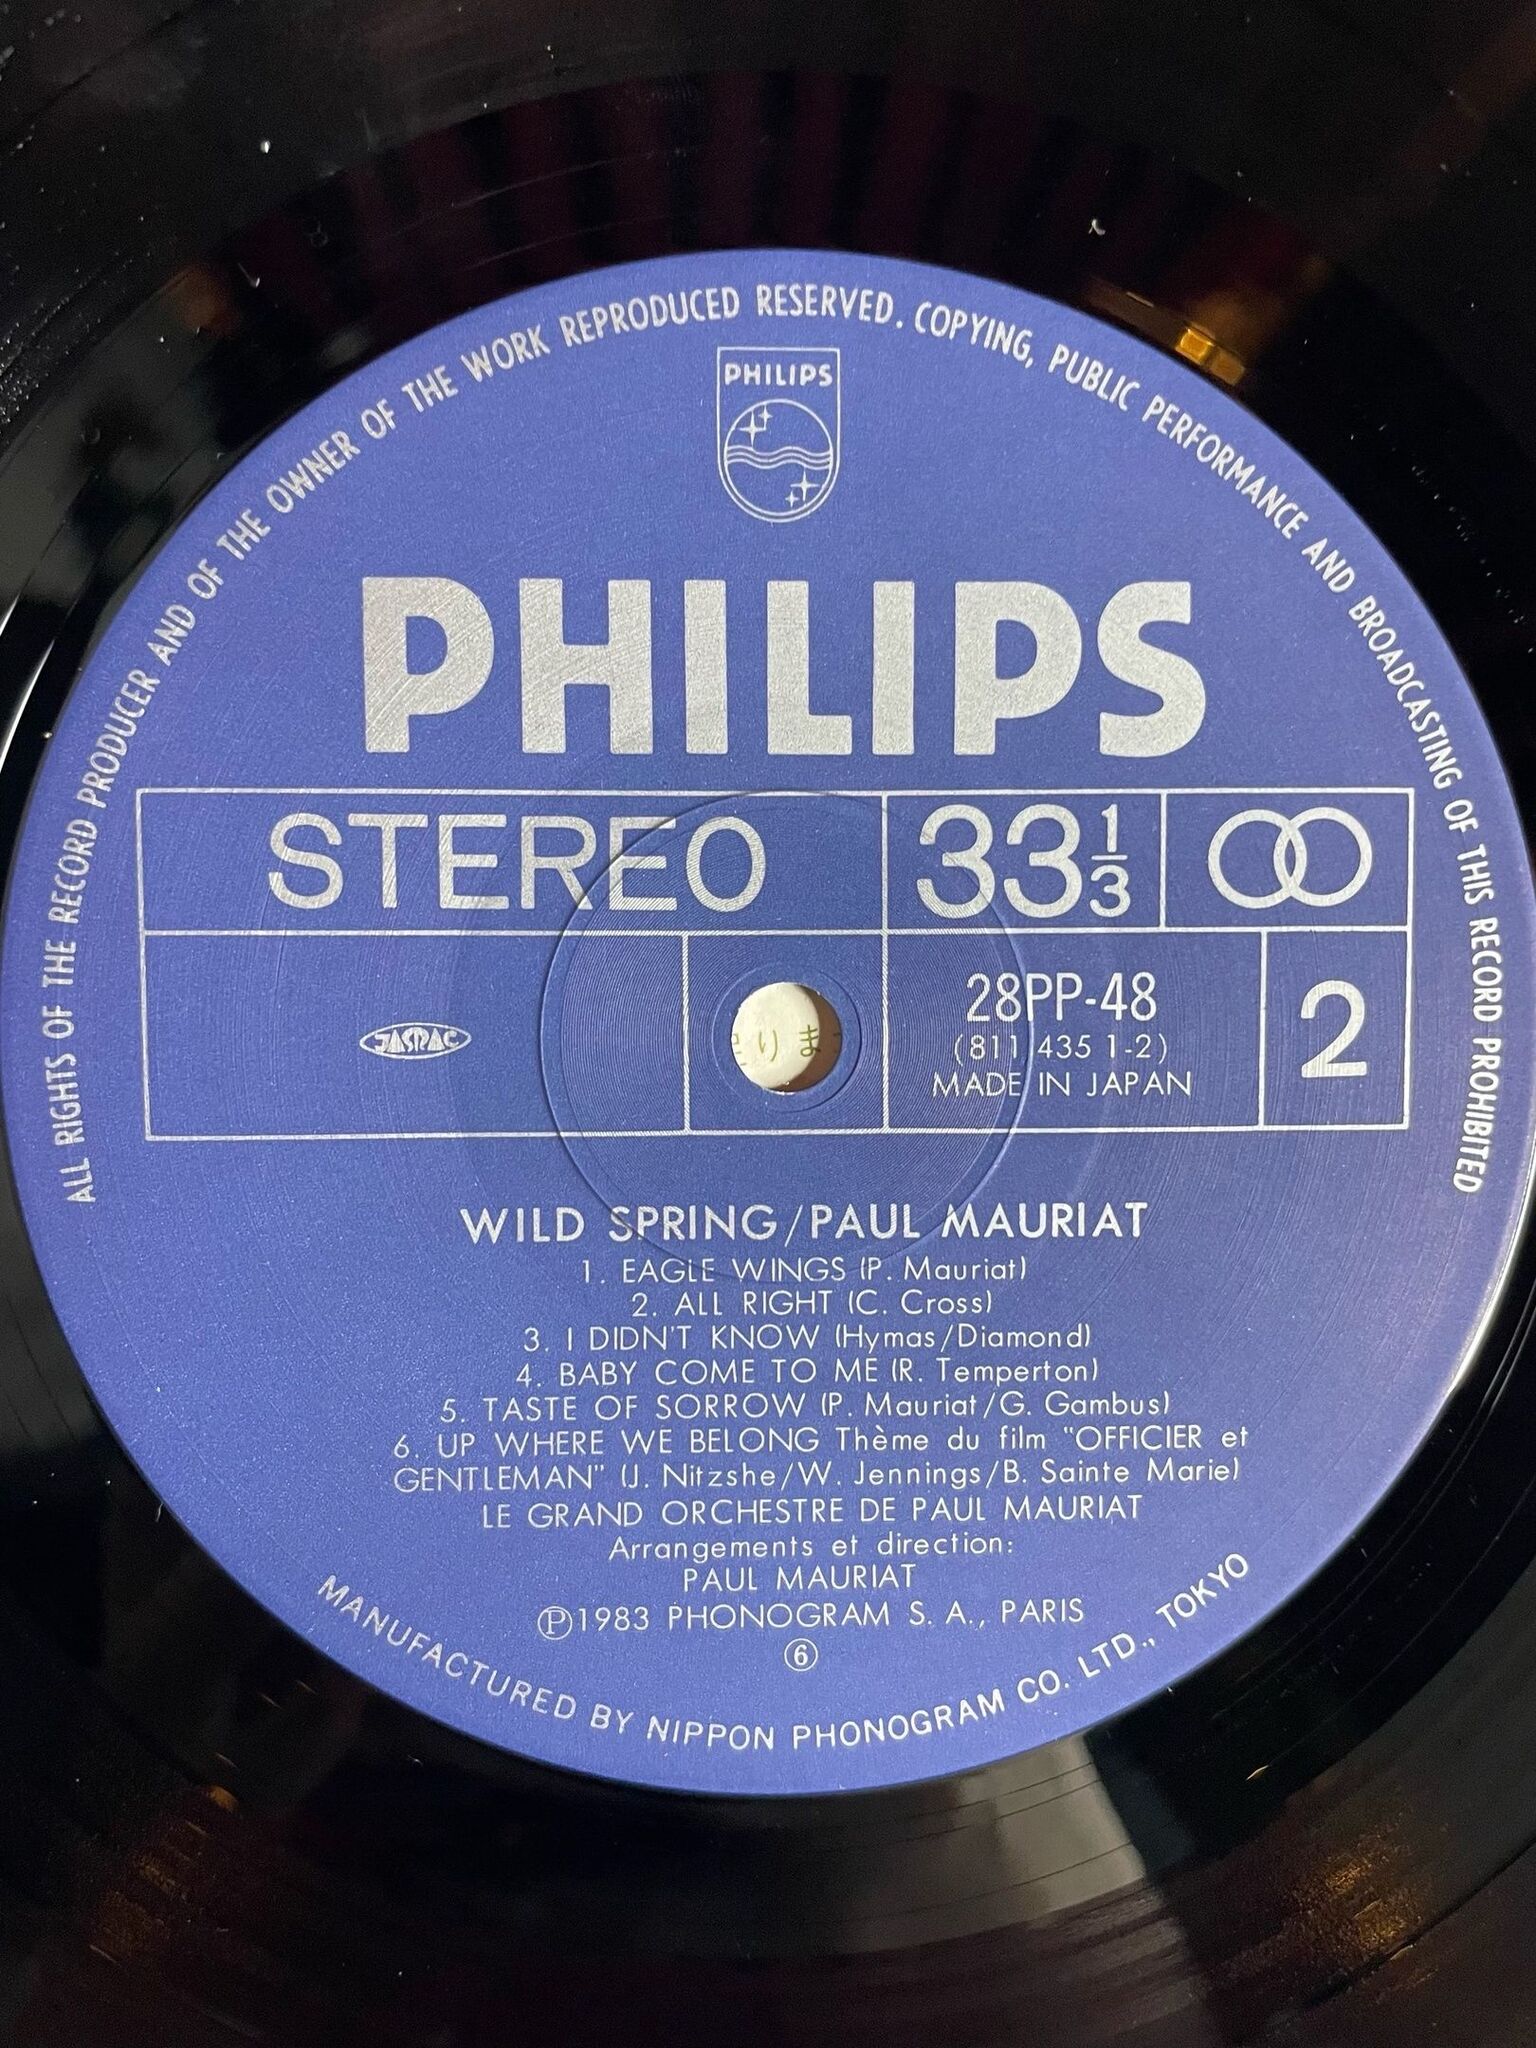 ALL RIGHTS OF THE RECORD PRODUCER AND OF THE OWNER OF THE WORK REPRODUCED RESERVED. COPYING, PUBLIC PERFORMANCE AND BROADCASTING OF THIS RECORD PROHIBITED
PHILIPS
PHILIPS
STEREO
33 1/3
JASRAC
りま
28PP-48
(811 435 1-2)
MADE IN JAPAN
2
WILD SPRING/PAUL MAURIAT
1. EAGLE WINGS (P. Mauriat)
2. ALL RIGHT (C. Cross)
3. I DIDN'T KNOW (Hymas/Diamond)
4. BABY COME TO ME (R. Temperton)
5. TASTE OF SORROW (P. Mauriat/G. Gambus)
6. UP WHERE WE BELONG Thème du film "OFFICIER et
GENTLEMAN" (J. Nitzshe/W. Jennings/B. Sainte Marie)
LE GRAND ORCHESTRE DE PAUL MAURIAT
Arrangements et direction:
PAUL MAURIAT
Ⓟ1983 PHONOGRAM S. A., PARIS
⑥
MANUFACTURED BY NIPPON PHONOGRAM CO. LTD., TOKYO